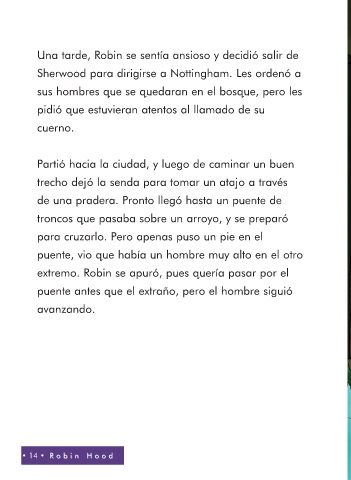 Una tarde, Robin se sentía ansioso y decidió salir de
Sherwood para dirigirse a Nottingham. Les ordenó a
sus hombres que se quedaran en el bosque, pero les
pidió que estuvieran atentos al llamado de su
cuerno.
Partió hacia la ciudad, y luego de caminar un buen
trecho dejó la senda para tomar un atajo a través
de una pradera. Pronto llegó hasta un puente de
troncos que pasaba sobre un arroyo, y se preparó
para cruzarlo. Pero apenas puso un pie en el
puente, vio que había un hombre muy alto en el otro
extremo. Robin se apuró, pues quería pasar por el
puente antes que el extraño, pero el hombre siguió
avanzando.
• 14 • Robin Hood